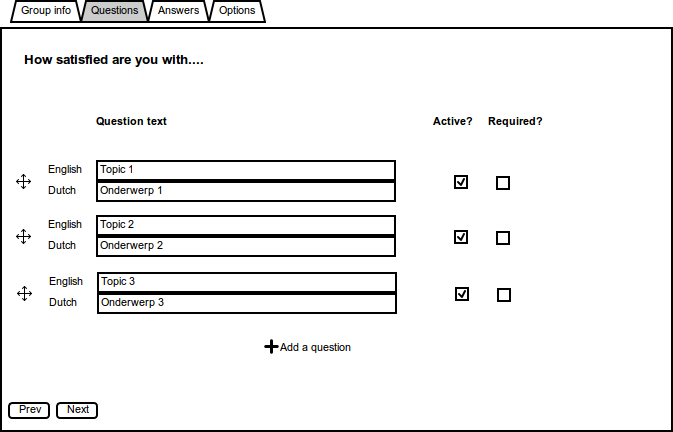 Group info Questions Answers Options
How satisfied are you with....
Question text Active? Required?
English Topic 1
Dutch Onderwerp 1
English Topic 2
Dutch Onderwerp 2
English Topic 3
Dutch Onderwerp 3
Add a question
Prev Next